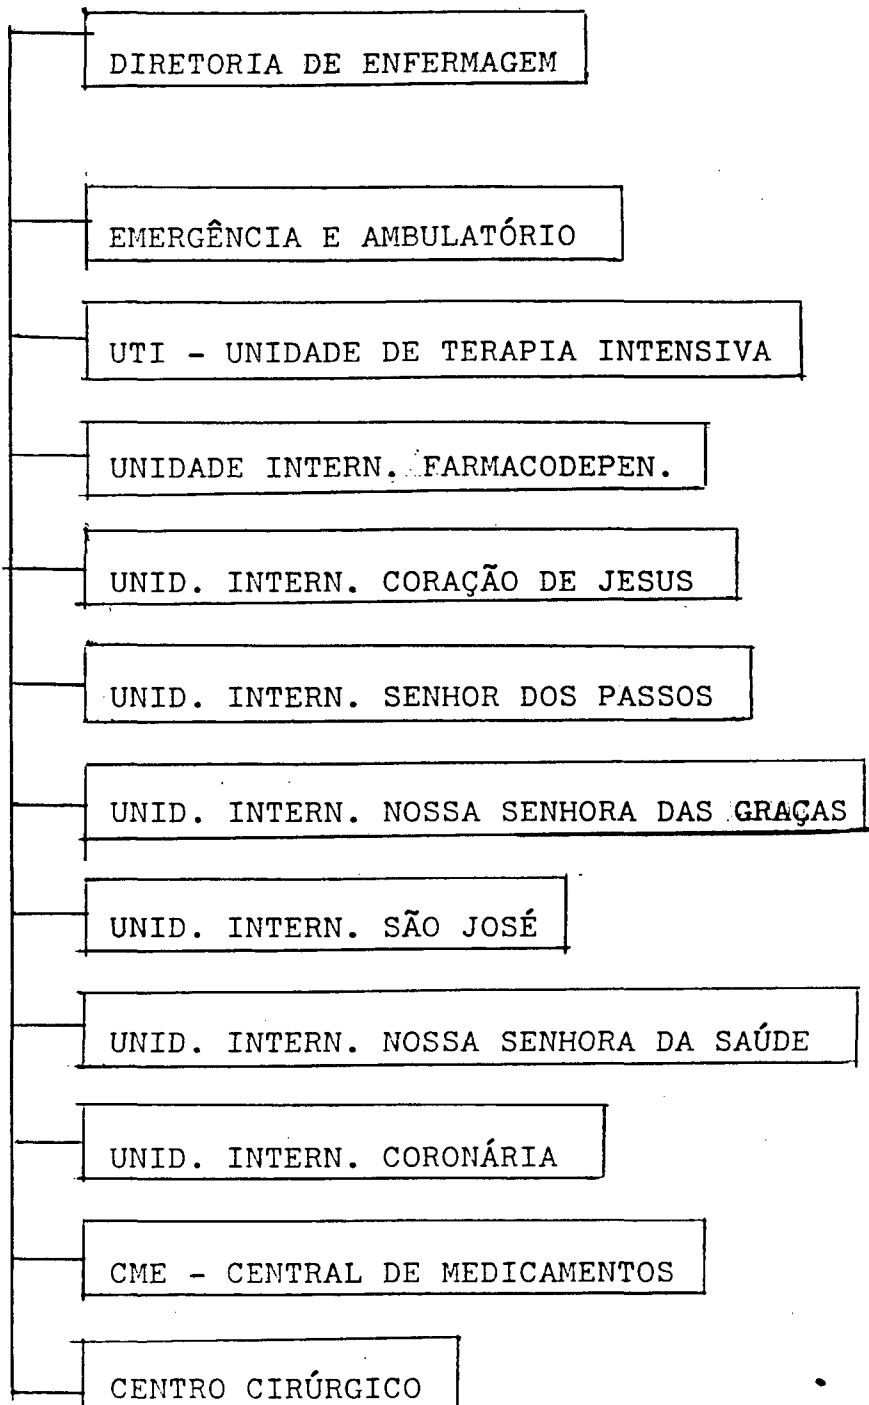 DIRETORIA DE ENFERMAGEM
EMERGÊNCIA E AMBULATÓRIO
UTI - UNIDADE DE TERAPIA INTENSIVA
UNIDADE INTERN. FARMACODEPEN.
UNID. INTERN. CORAÇÃO DE JESUS
UNID. INTERN. SENHOR DOS PASSOS
UNID. INTERN. NOSSA SENHORA DAS GRAÇAS
UNID. INTERN. SÃO JOSÉ
UNID. INTERN. NOSSA SENHORA DA SAÚDE
UNID. INTERN. CORONÁRIA
CME - CENTRAL DE MEDICAMENTOS
CENTRO CIRÚRGICO